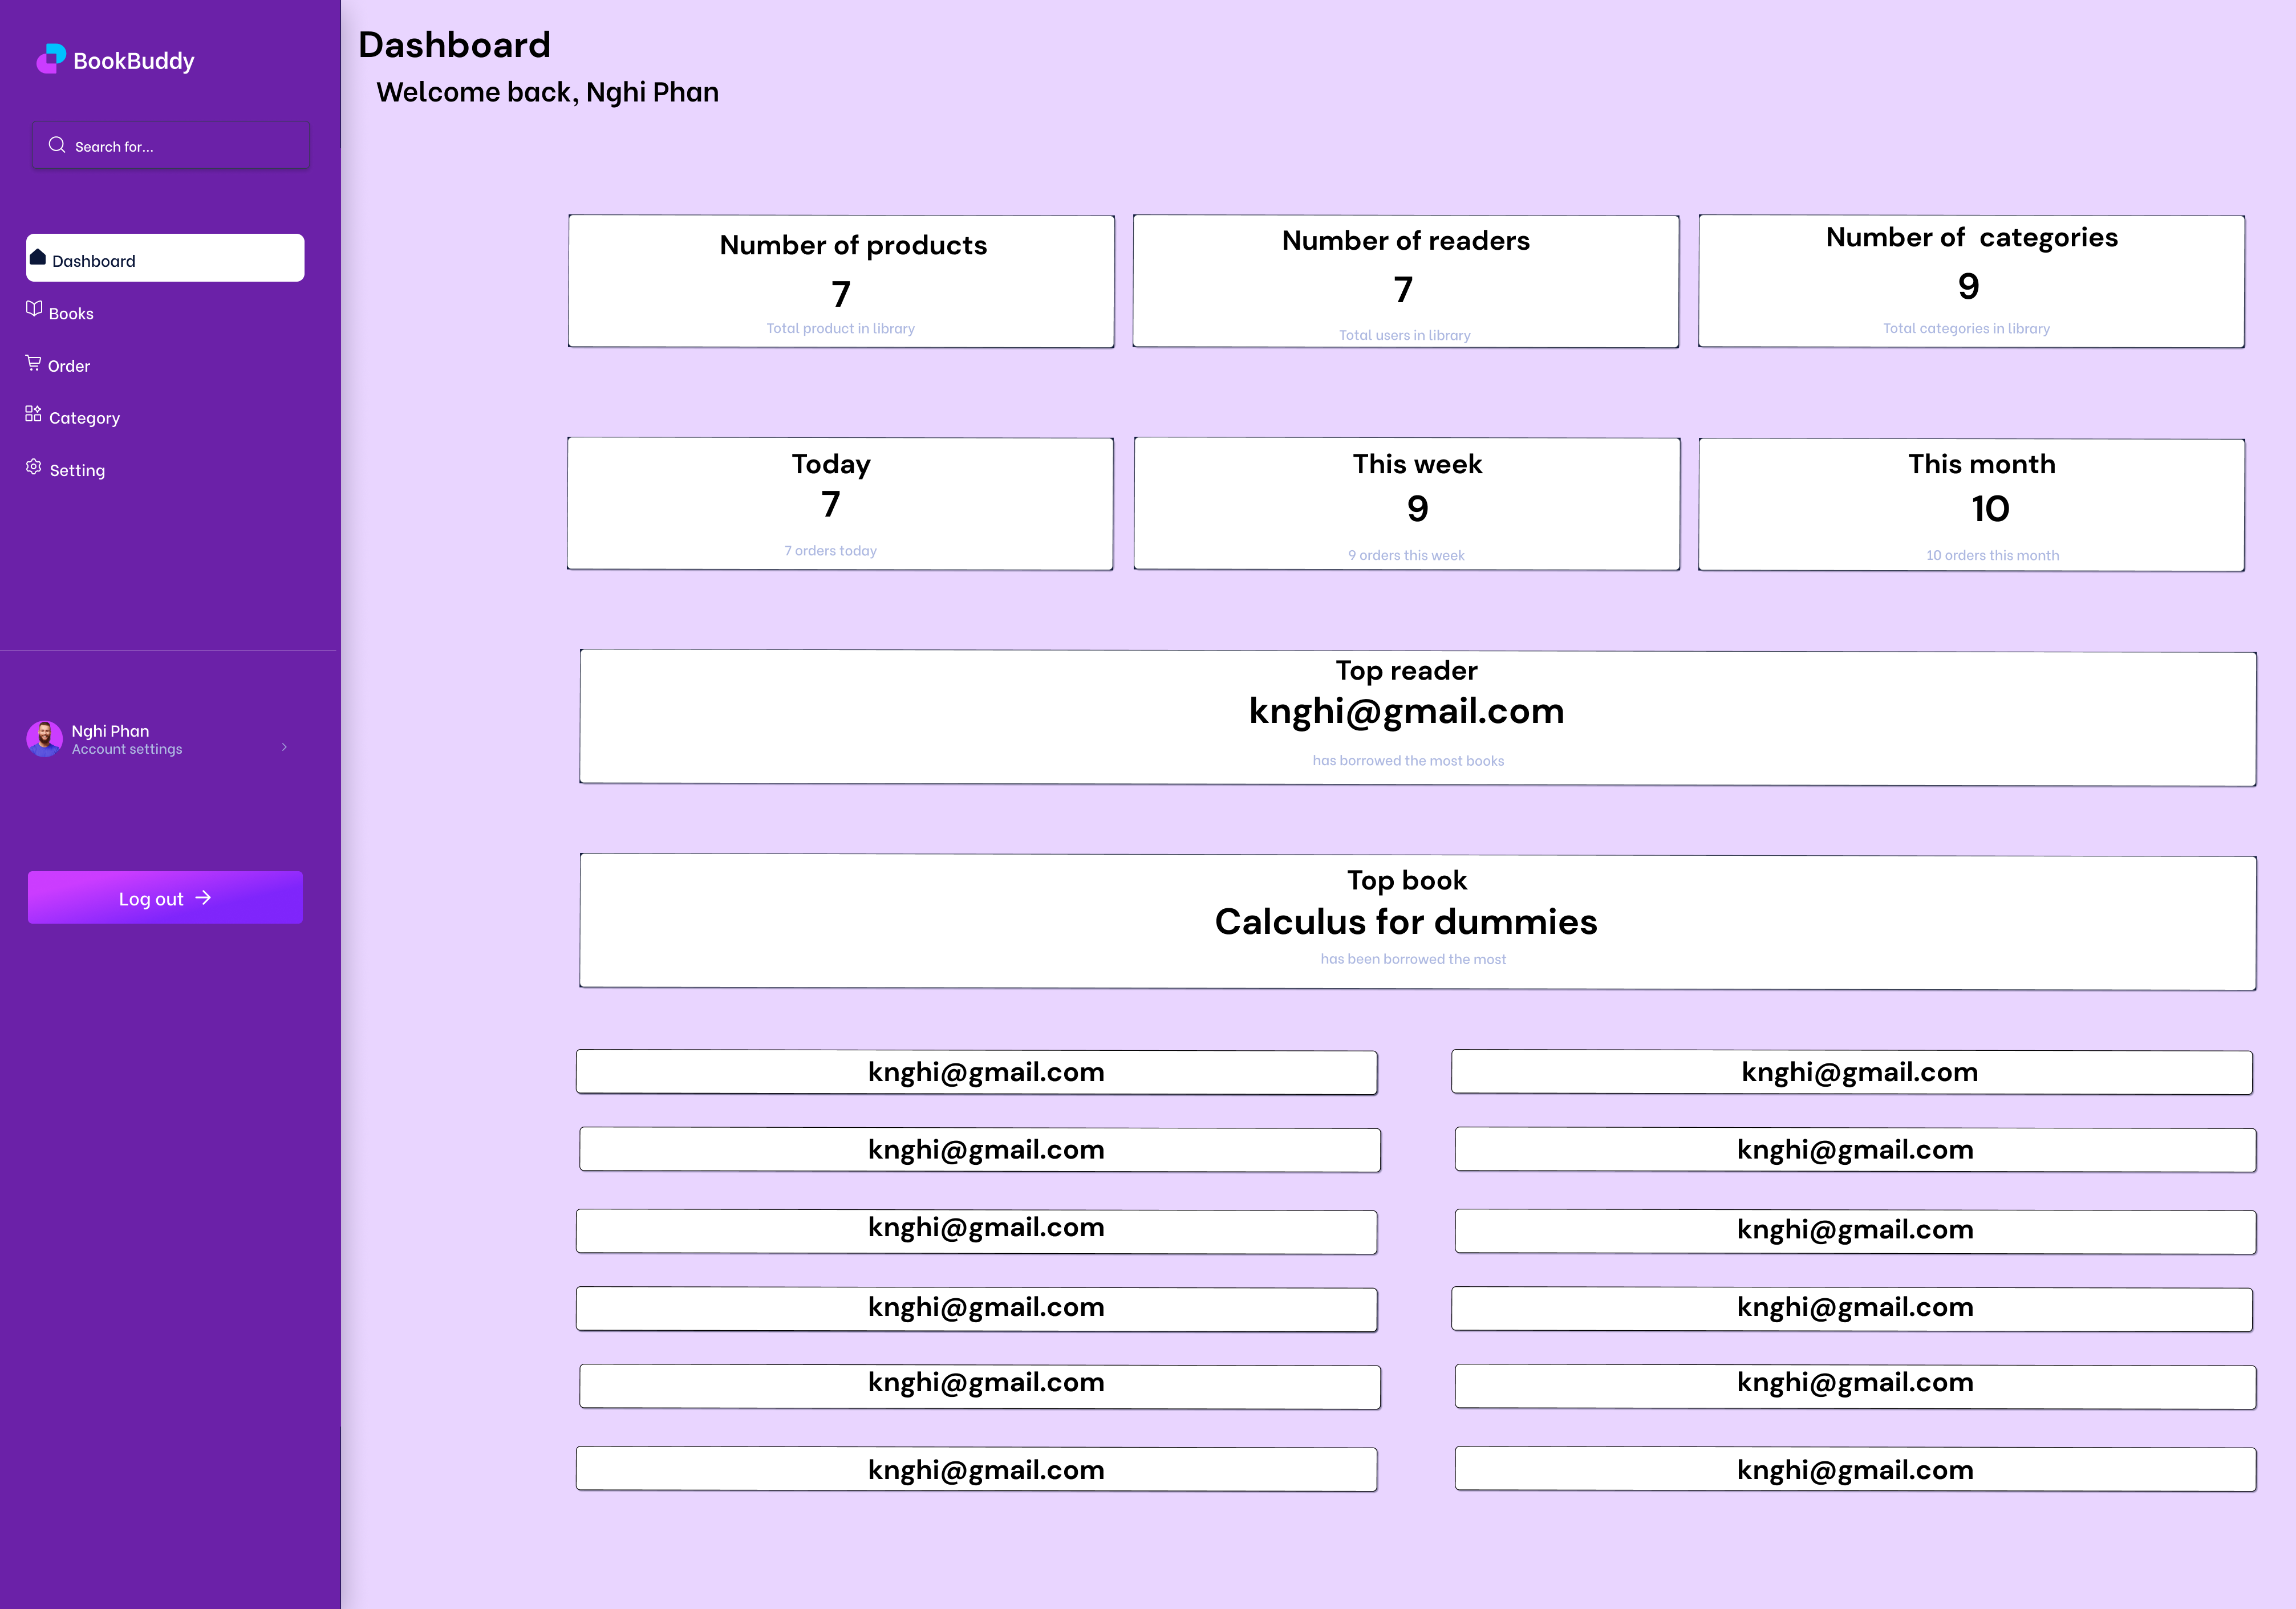 BookBuddy
Search for...
Dashboard
Books
Order
Category
Setting
Nghi Phan
Account settings
Log out
Dashboard
Welcome back, Nghi Phan
Number of products
7
Total product in library
Number of readers
7
Total users in library
Number of  categories
9
Total categories in library
Today
7
7 orders today
This week
9
9 orders this week
This month
10
10 orders this month
Top reader
knghi@gmail.com
has borrowed the most books
Top book
Calculus for dummies
has been borrowed the most
knghi@gmail.com
knghi@gmail.com
knghi@gmail.com
knghi@gmail.com
knghi@gmail.com
knghi@gmail.com
knghi@gmail.com
knghi@gmail.com
knghi@gmail.com
knghi@gmail.com
knghi@gmail.com
knghi@gmail.com